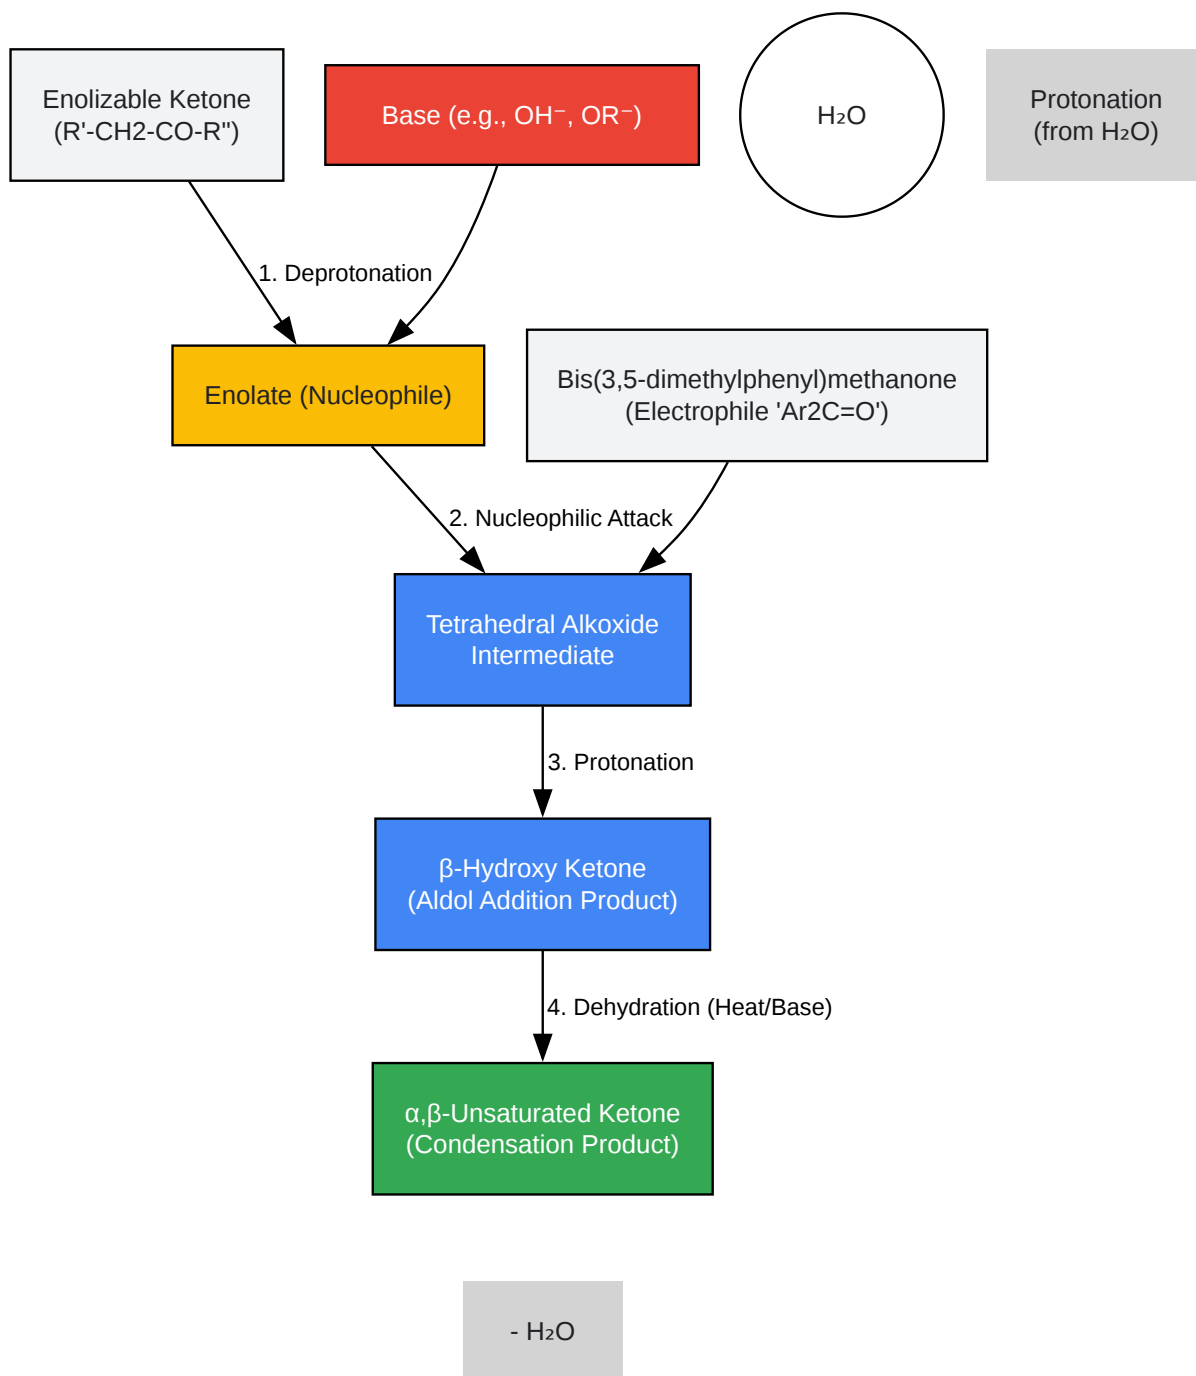 Enolizable Ketone
(R'-CH2-CO-R")
Base (e.g., OH⁻, OR⁻)
H₂O
Protonation
(from H₂O)
1. Deprotonation
Enolate (Nucleophile)
Bis(3,5-dimethylphenyl)methanone
(Electrophile 'Ar2C=O')
2. Nucleophilic Attack
Tetrahedral Alkoxide
Intermediate
3. Protonation
β-Hydroxy Ketone
(Aldol Addition Product)
4. Dehydration (Heat/Base)
α,β-Unsaturated Ketone
(Condensation Product)
- H₂O